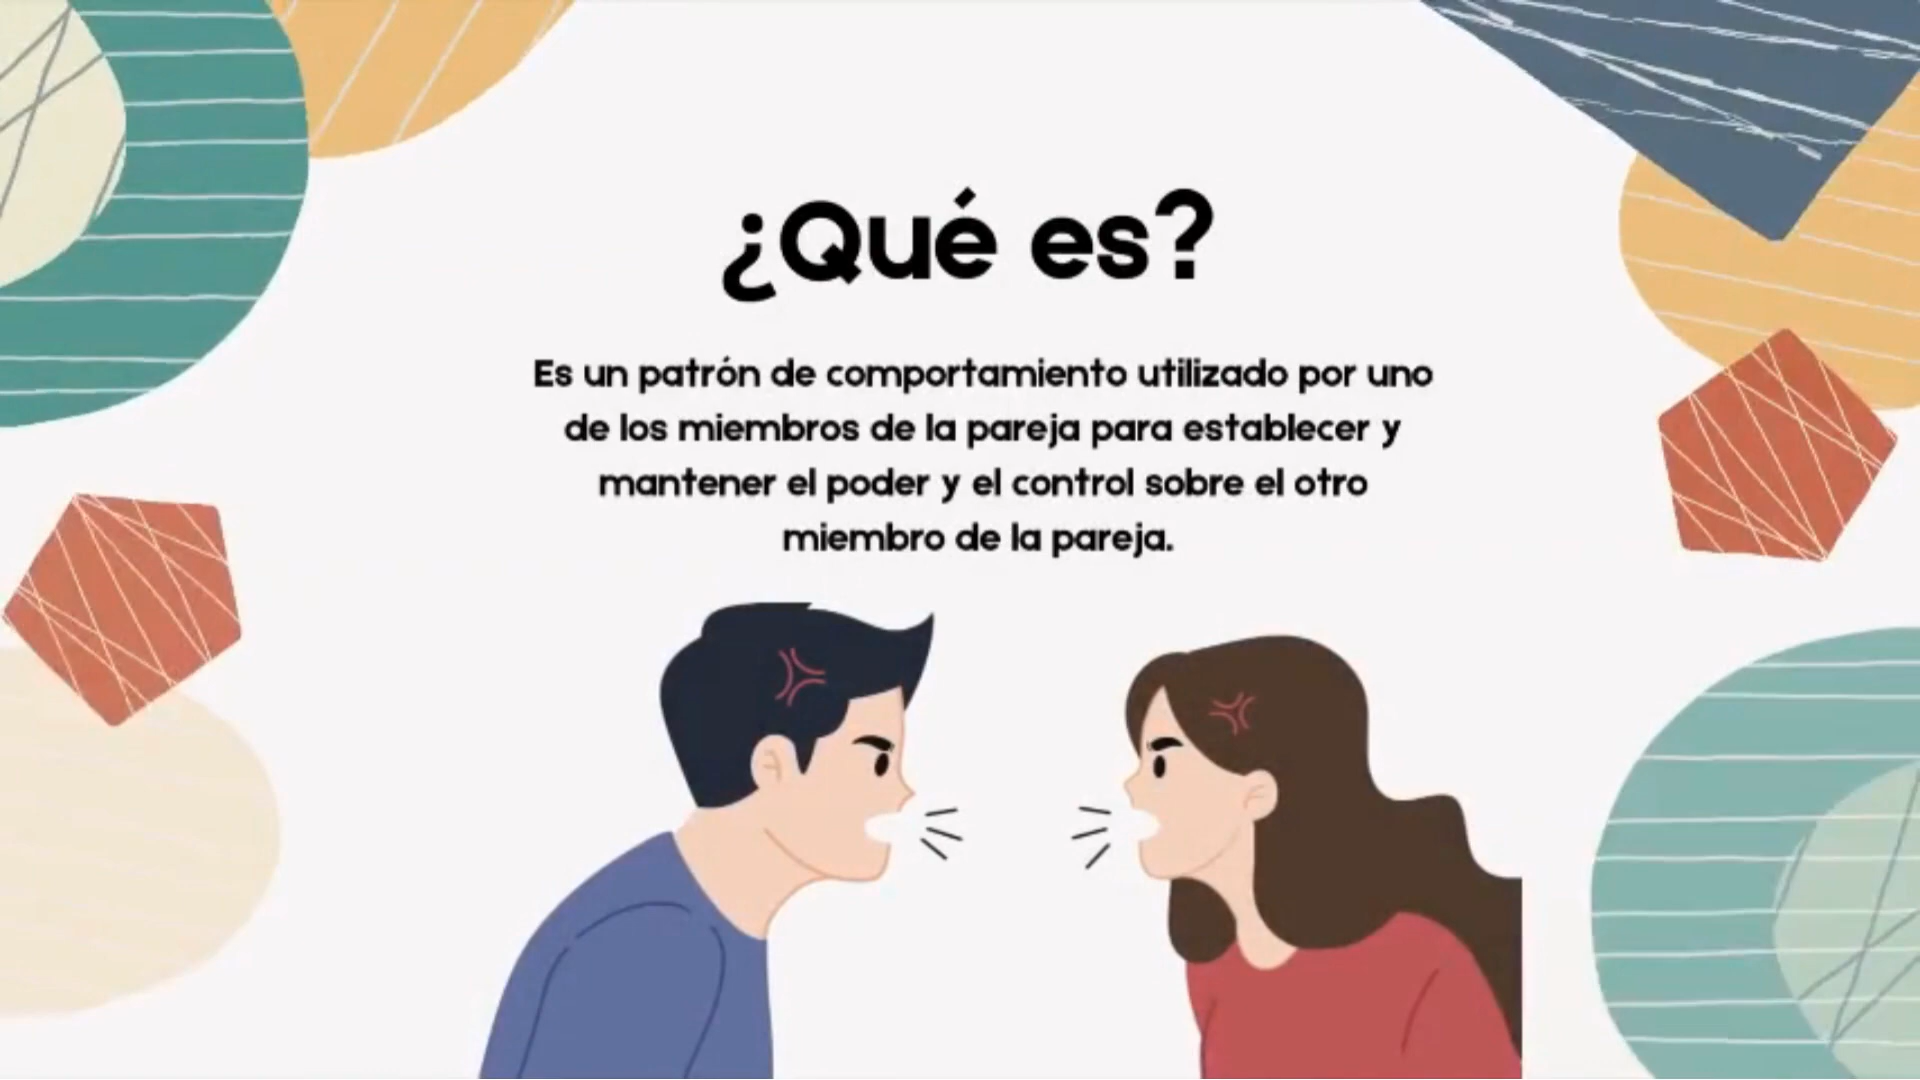 ¿Qué es?
Es un patrón de comportamiento utilizado por uno
de los miembros de la pareja para establecer y
mantener el poder y el control sobre el otro
miembro de la pareja.